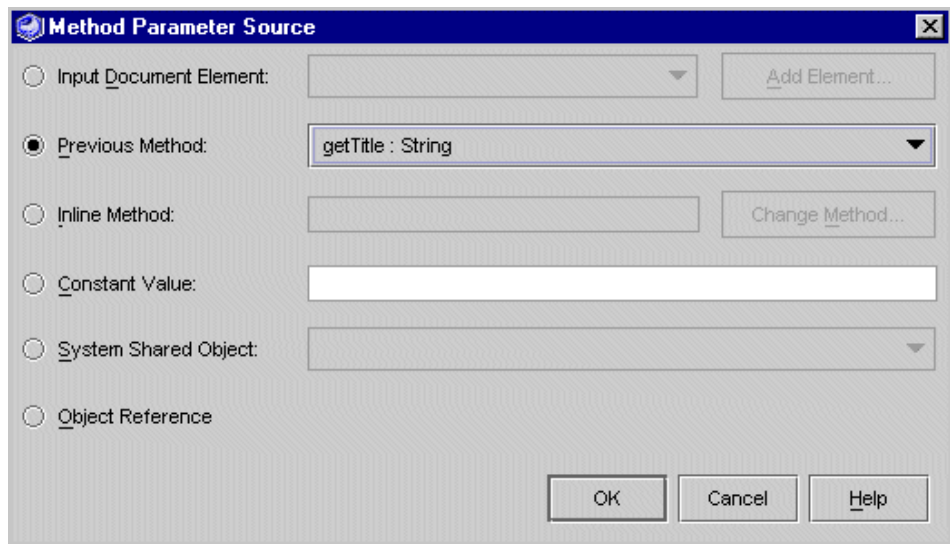 Method Parameter Source
Input Document Element: Add Element...
Previous Method: getTitle : String
Inline Method: Change Method...
Constant Value:
System Shared Object:
Object Reference
OK Cancel Help